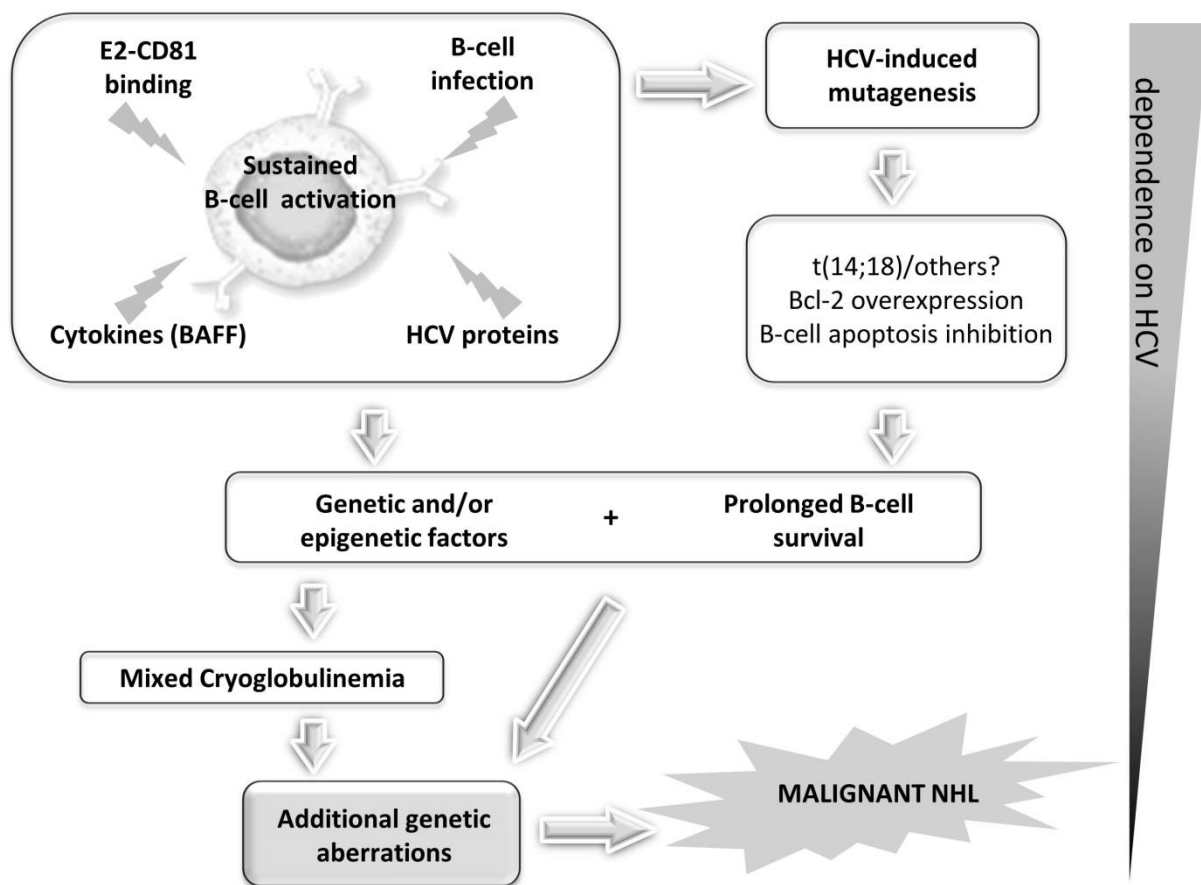 E2-CD81
binding
B-cell
infection
Sustained
B-cell activation
Cytokines (BAFF)
HCV proteins
HCV-induced
mutagenesis
t(14;18)/others?
Bcl-2 overexpression
B-cell apoptosis inhibition
dependence on HCV
Genetic and/or
epigenetic factors
+
Prolonged B-cell
survival
Mixed Cryoglobulinemia
Additional genetic
aberrations
MALIGNANT NHL